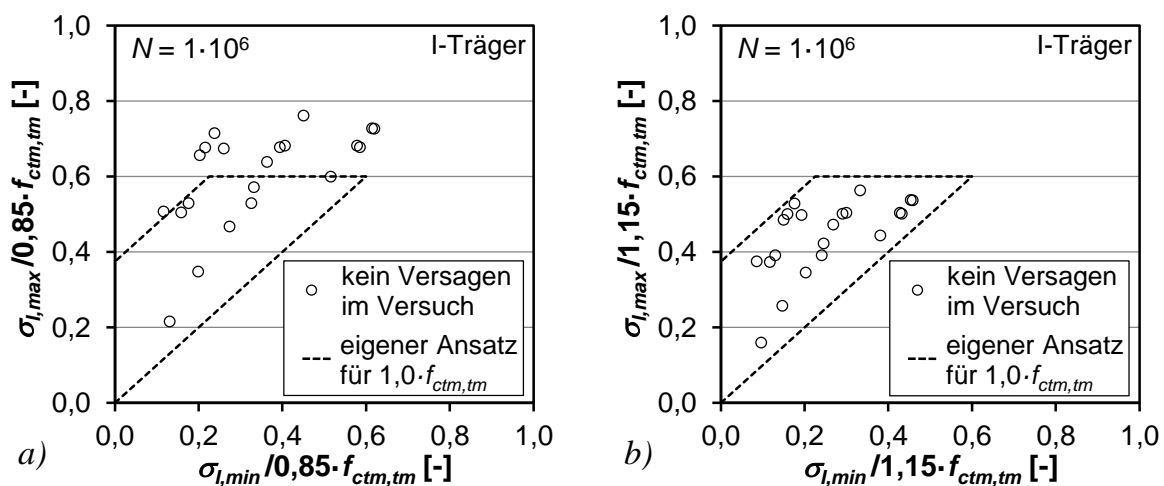 1,0
0,8
0,6
0,4
0,2
0,0
σI,max/0,85·fctm,tm [-]
N = 1·10⁶
I-Träger
kein Versagen
im Versuch
eigener Ansatz
für 1,0·fctm,tm
0,0 0,2 0,4 0,6 0,8 1,0
a)
σI,min/0,85·fctm,tm [-]
1,0
0,8
0,6
0,4
0,2
0,0
σI,max/1,15·fctm,tm [-]
N = 1·10⁶
I-Träger
kein Versagen
im Versuch
eigener Ansatz
für 1,0·fctm,tm
0,0 0,2 0,4 0,6 0,8 1,0
b)
σI,min/1,15·fctm,tm [-]